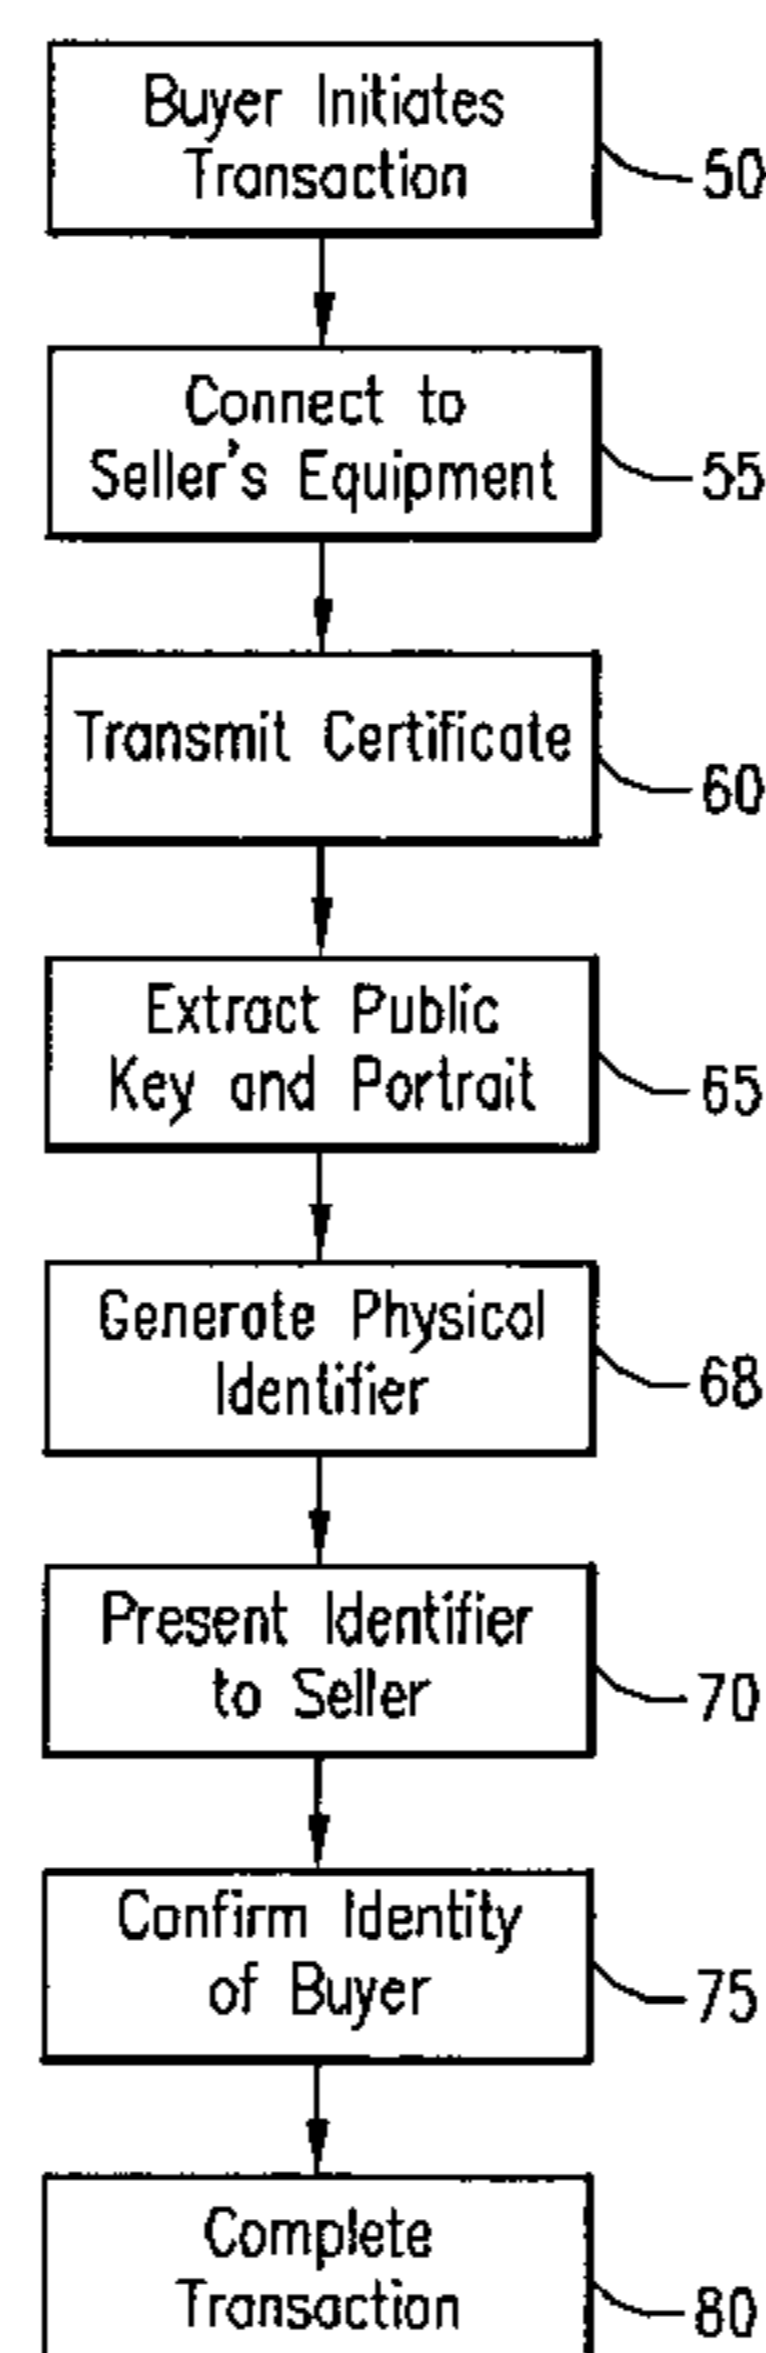 Buyer Initiates
Transaction
50
Connect to
Seller's Equipment
55
Transmit Certificate
60
Extract Public
Key and Portrait
65
Generate Physical
Identifier
68
Present Identifier
to Seller
70
Confirm Identity
of Buyer
75
Complete
Transaction
80